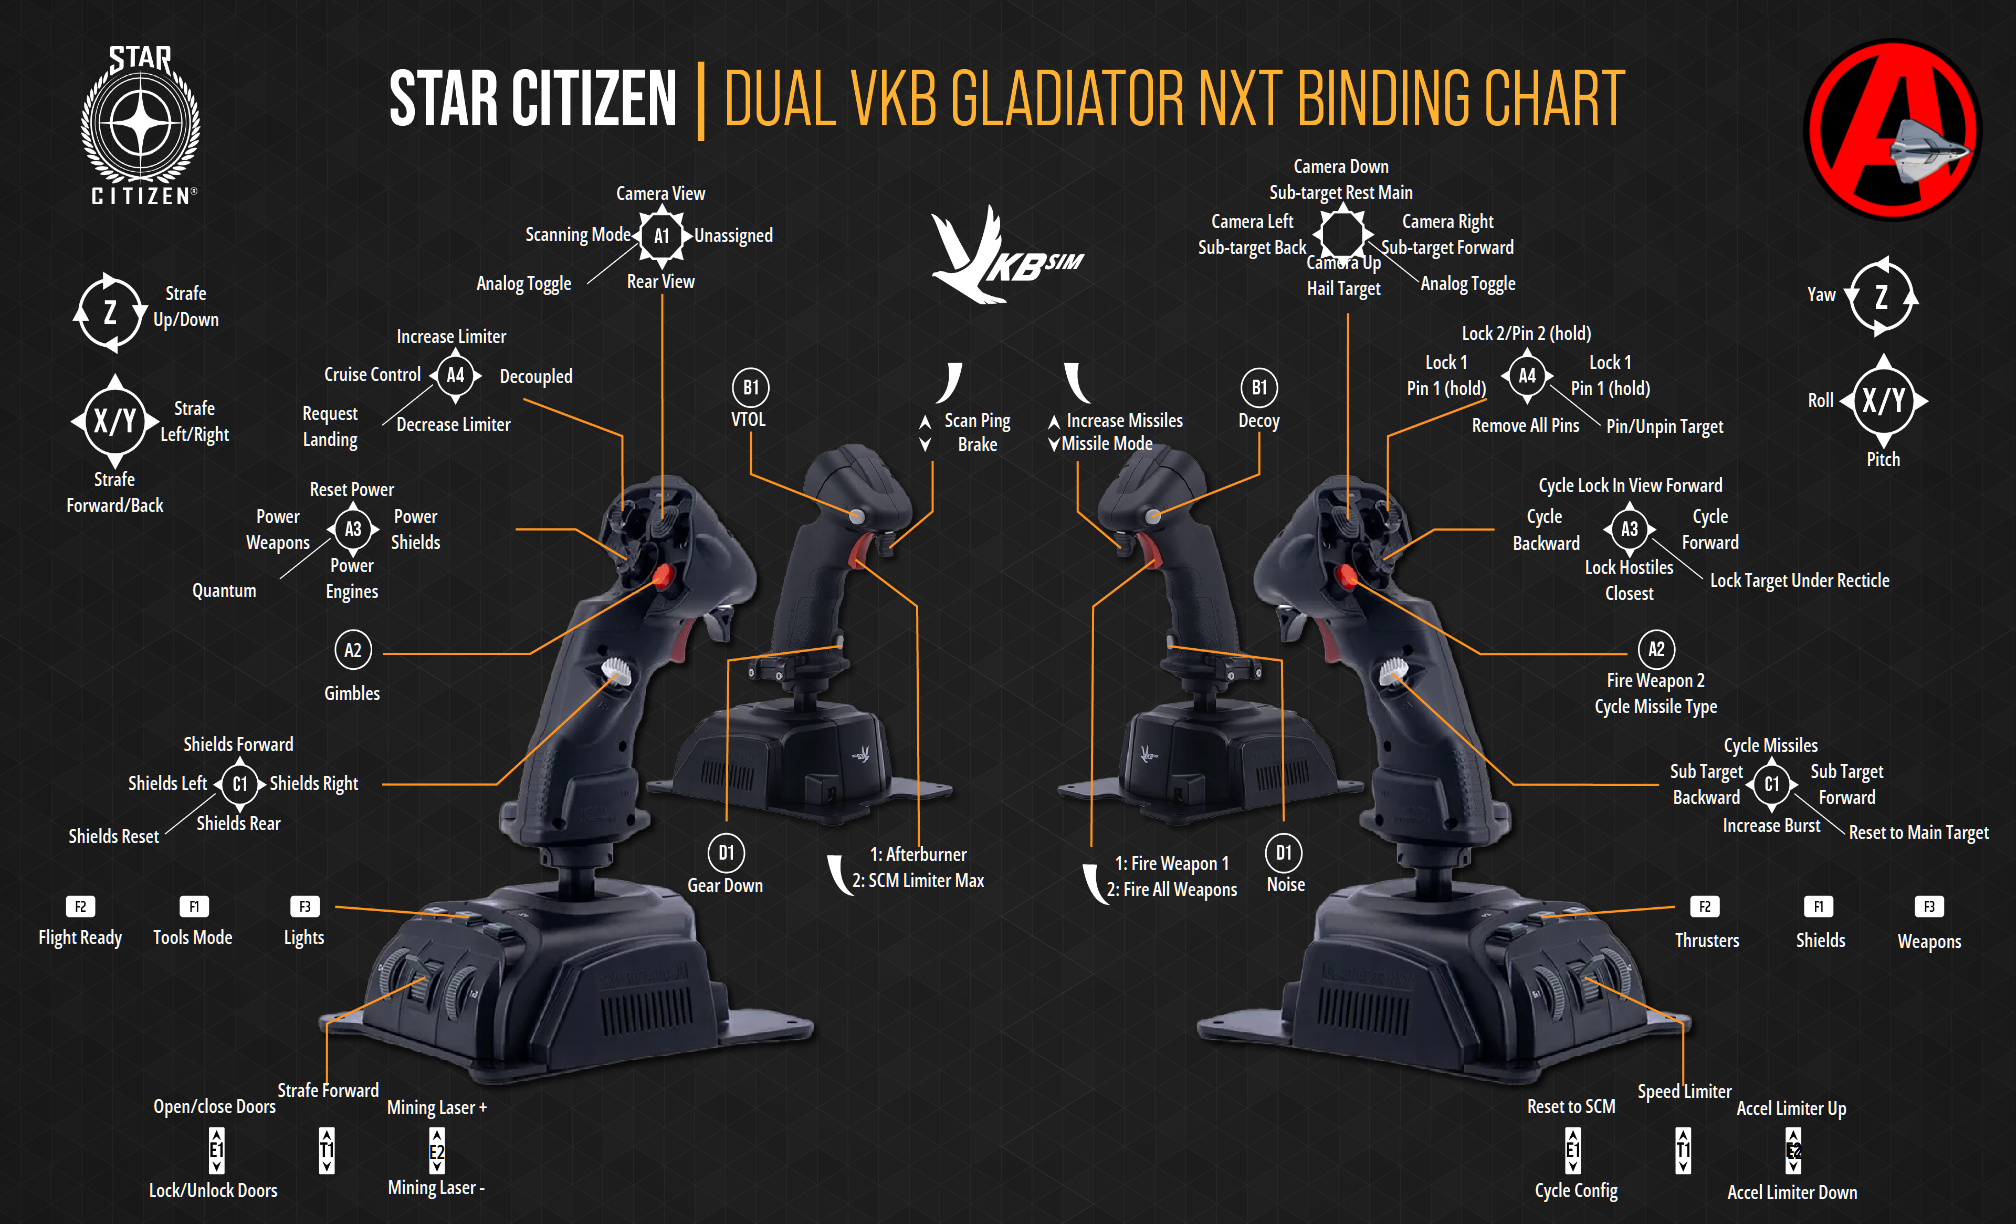 STAR
CITIZEN®
STAR CITIZEN | DUAL VKB GLADIATOR NXT BINDING CHART
A
VKBSIM
Z
Strafe
Up/Down
X/Y
Strafe
Left/Right
Strafe
Forward/Back
Camera View
Scanning Mode
A1
Unassigned
Analog Toggle
Rear View
Increase Limiter
Cruise Control
A4
Decoupled
Request
Landing
Decrease Limiter
Reset Power
Power
Weapons
A3
Power
Shields
Quantum
Power
Engines
A2
Gimbles
Shields Forward
Shields Left
C1
Shields Right
Shields Reset
Shields Rear
F2
Flight Ready
F1
Tools Mode
F3
Lights
Open/close Doors
E1
Lock/Unlock Doors
Strafe Forward
T1
Mining Laser +
E2
Mining Laser -
B1
VTOL
Scan Ping
Brake
D1
Gear Down
1: Afterburner
2: SCM Limiter Max
Increase Missiles
Missile Mode
B1
Decoy
1: Fire Weapon 1
2: Fire All Weapons
D1
Noise
Camera Down
Sub-target Rest Main
Camera Left
Sub-target Back
Camera Right
Sub-target Forward
Camera Up
Hail Target
Analog Toggle
Lock 2/Pin 2 (hold)
Lock 1
Pin 1 (hold)
A4
Lock 1
Pin 1 (hold)
Remove All Pins
Pin/Unpin Target
Yaw
Z
Roll
X/Y
Pitch
Cycle Lock In View Forward
Cycle
Backward
A3
Cycle
Forward
Lock Hostiles
Closest
Lock Target Under Recticle
A2
Fire Weapon 2
Cycle Missile Type
Cycle Missiles
Sub Target
Backward
C1
Sub Target
Forward
Increase Burst
Reset to Main Target
F2
Thrusters
F1
Shields
F3
Weapons
Reset to SCM
E1
Cycle Config
Speed Limiter
T1
Accel Limiter Up
E2
Accel Limiter Down